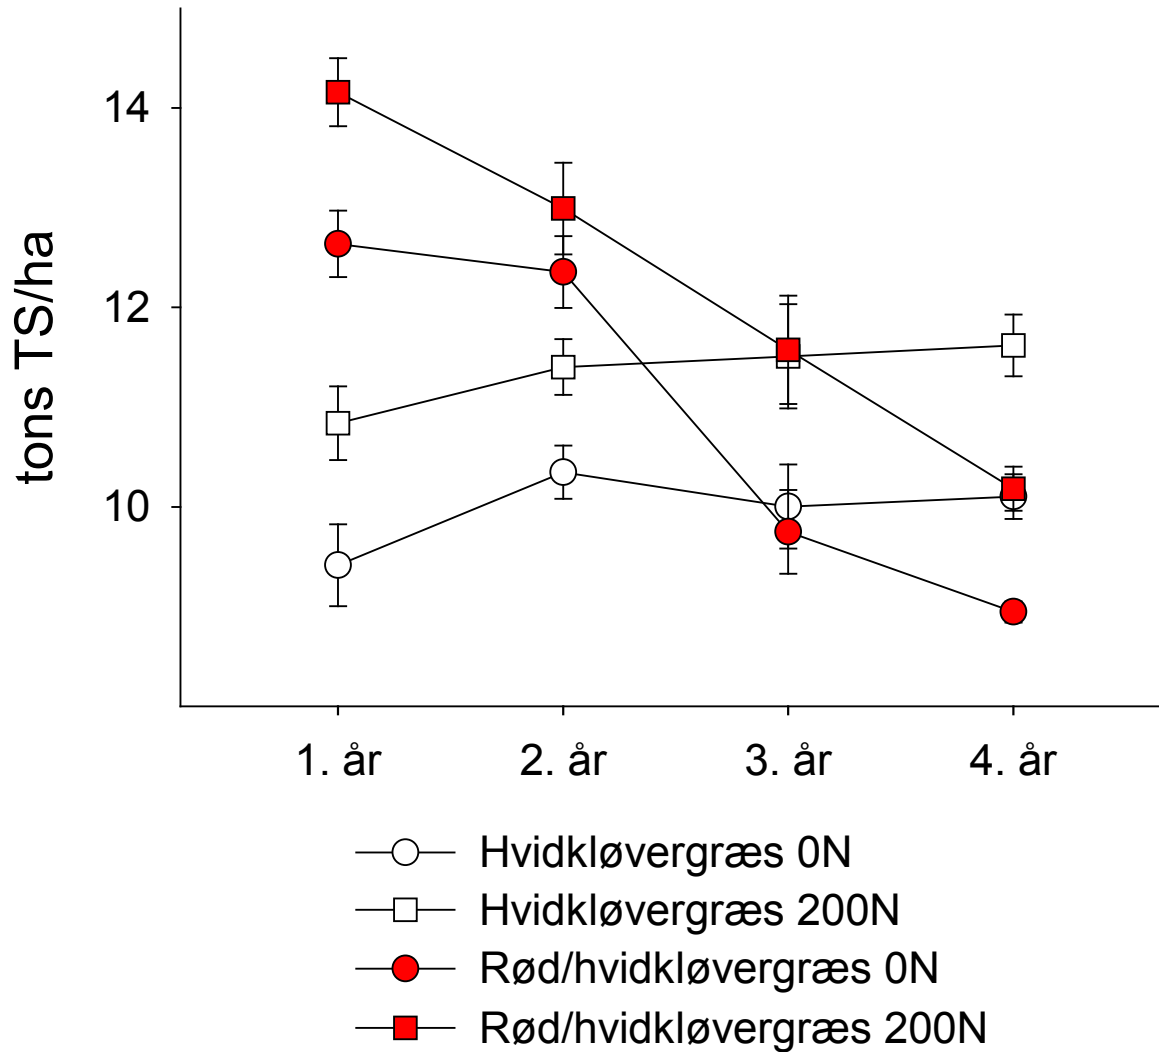 14
12
10
tons TS/ha
1. år 2. år 3. år 4. år
Hvidkløvergræs 0N
Hvidkløvergræs 200N
Rød/hvidkløvergræs 0N
Rød/hvidkløvergræs 200N